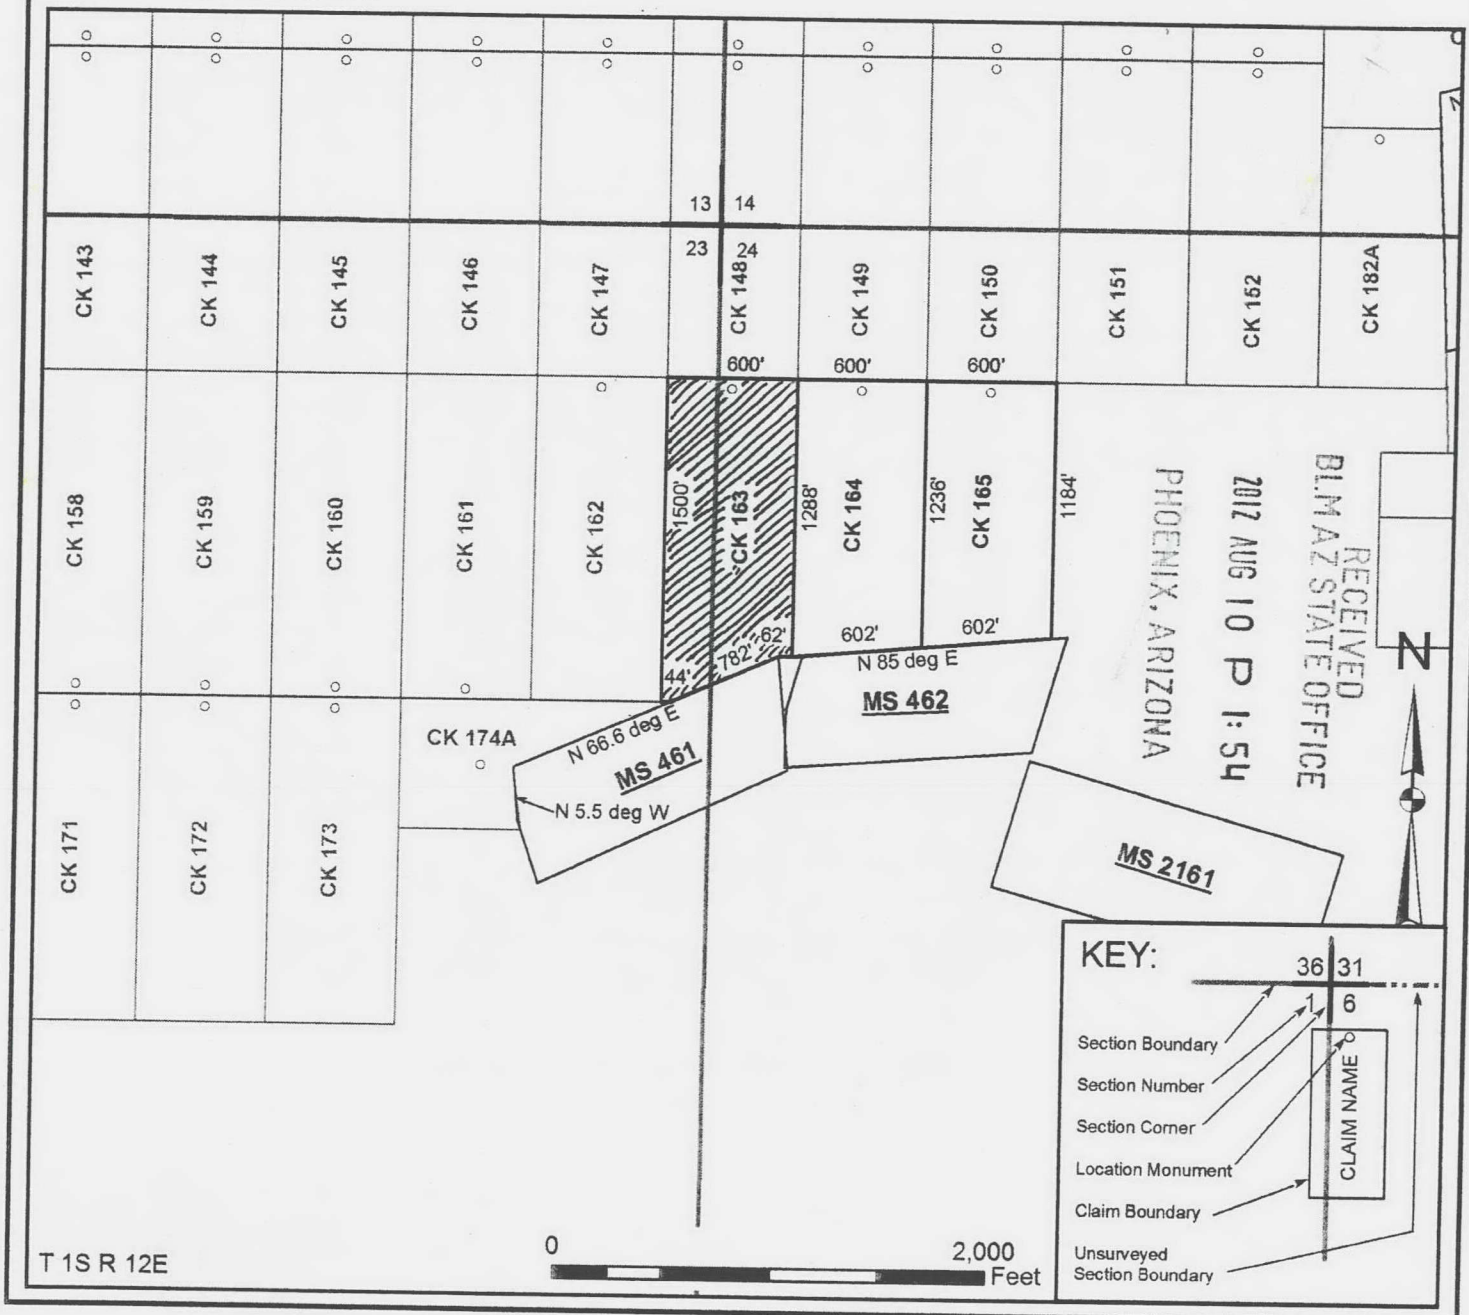 13 14
23 24
CK 143
CK 144
CK 145
CK 146
CK 147
CK 148
CK 149
CK 150
CK 151
CK 152
CK 182A
600'
600'
600'
CK 158
CK 159
CK 160
CK 161
CK 162
1500'
CK 163
1288'
CK 164
1236'
CK 165
1184'
44'
782'
62'
602'
602'
N 85 deg E
MS 462
CK 174A
N 66.6 deg E
MS 461
N 5.5 deg W
CK 171
CK 172
CK 173
MS 2161
RECEIVED
BLM AZ STATE OFFICE
2012 AUG 10 P 1:54
PHOENIX, ARIZONA
N
KEY:
36 31
1 6
Section Boundary
Section Number
Section Corner
Location Monument
Claim Boundary
Unsurveyed
Section Boundary
CLAIM NAME
T 1S R 12E
0
2,000
Feet